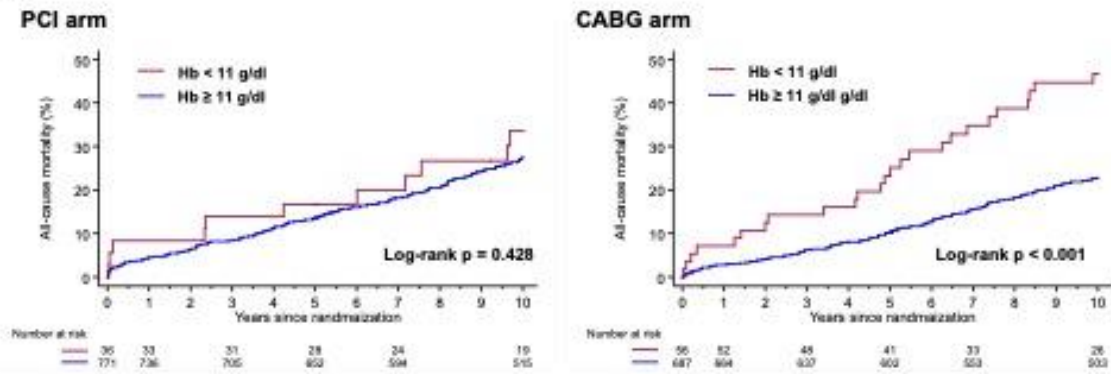 PCI arm
All-cause mortality (%)
50
40
30
20
10
0
Hb < 11 g/dl
Hb ≥ 11 g/dl
Log-rank p = 0.428
0 1 2 3 4 5 6 7 8 9 10
Years since randmaization
Number at risk
36 33 31 28 24 19
771 736 705 652 594 515
CABG arm
All-cause mortality (%)
50
40
30
20
10
0
Hb < 11 g/dl
Hb ≥ 11 g/dl g/dl
Log-rank p < 0.001
0 1 2 3 4 5 6 7 8 9 10
Years since randmaization
Number at risk
56 52 48 41 33 26
687 664 637 602 553 503